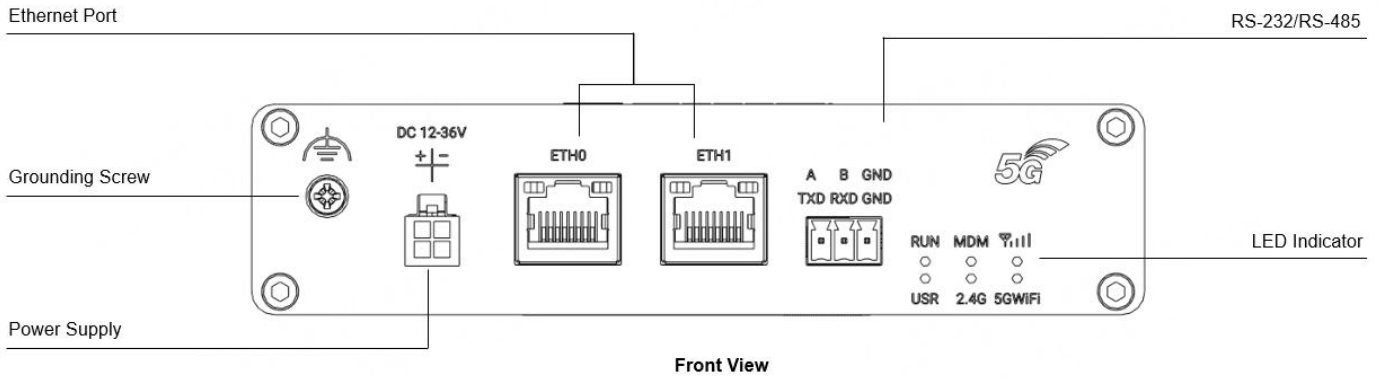 Ethernet Port
RS-232/RS-485
DC 12-36V
+ -
ETH0 ETH1
5G
A B GND
TXD RXD GND
Grounding Screw
RUN MDM
LED Indicator
USR 2.4G 5GWiFi
Power Supply
Front View